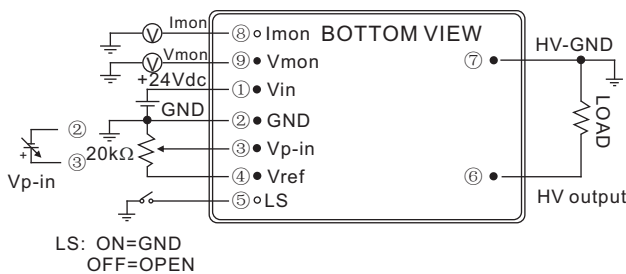 Imon
⑧ Imon BOTTOM VIEW
HV-GND
Vmon
⑨ Vmon
⑦
+24Vdc
① Vin
GND
② GND
LOAD
②
20kΩ
③ Vp-in
③
Vp-in
④ Vref
⑥
⑤ LS
HV output
LS: ON=GND
OFF=OPEN
V
V
+